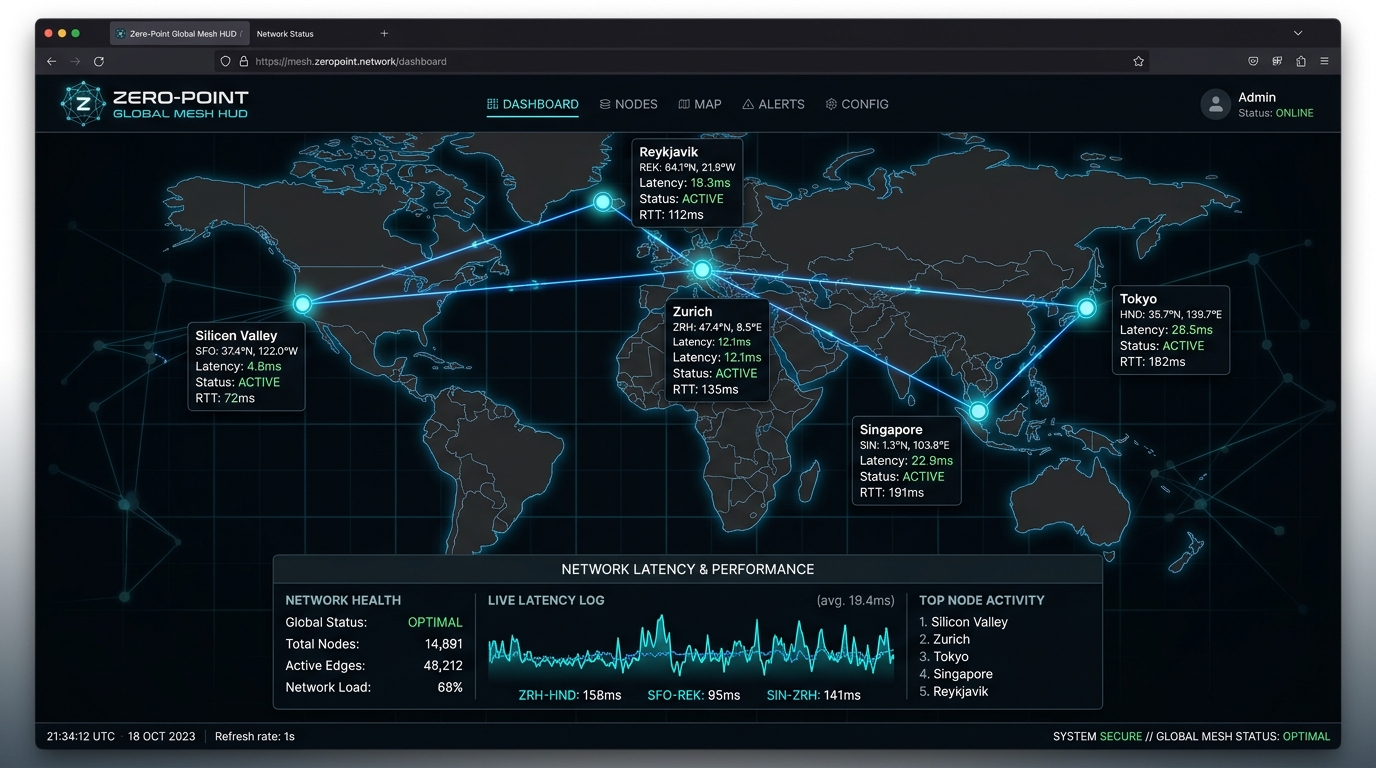 Zere-Point Global Mesh HUD /
Network Status
https://mesh.zeropoint.network/dashboard
Z
ZERO-POINT
GLOBAL MESH HUD
DASHBOARD
NODES
MAP
ALERTS
CONFIG
Admin
Status: ONLINE
Reykjavik
REK: 64.1°N, 21.9°W
Latency: 18.3ms
Status: ACTIVE
RTT: 112ms
Zurich
ZRH: 47.4°N, 8.5°E
Latency: 12.1ms
Latency: 12.1ms
Status: ACTIVE
RTT: 135ms
Tokyo
HND: 35.7°N, 139.7°E
Latency: 28.5ms
Status: ACTIVE
RTT: 182ms
Silicen Valley
SFO: 37.4°N, 122.0°W
Latency: 4.8ms
Status: ACTIVE
RTT: 72ms
Singapore
SIN: 1.3°N, 103.8°E
Latency: 22.9ms
Status: ACTIVE
RTT: 191ms
NETWORK LATENCY & PERFORMANCE
NETWORK HEALTH
Global Status: OPTIMAL
Total Nodes: 14,891
Active Edges: 48,212
Network Load: 68%
LIVE LATENCY LOG (avg. 19.4ms)
ZRH-HND: 158ms SFO-REK: 95ms SIN-ZRH: 141ms
TOP NODE ACTIVITY
1. Silicon Valley
2. Zurich
3. Tokyo
4. Singapore
5. Reykjavik
21:34:12 UTC · 18 OCT 2023 | Refresh rate: 1s
SYSTEM SECURE // GLOBAL MESH STATUS: OPTIMAL